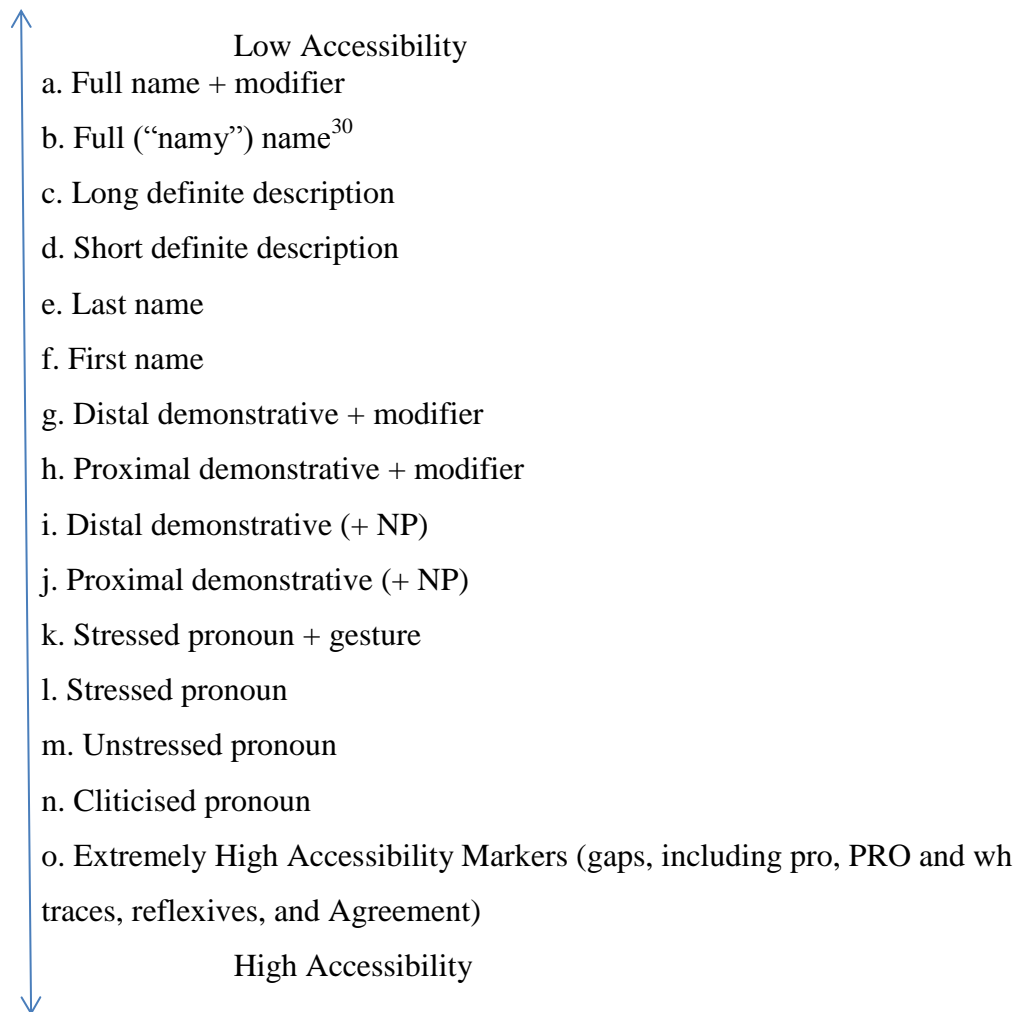 Low Accessibility
a. Full name + modifier
b. Full (“namy”) name30
c. Long definite description
d. Short definite description
e. Last name
f. First name
g. Distal demonstrative + modifier
h. Proximal demonstrative + modifier
i. Distal demonstrative (+ NP)
j. Proximal demonstrative (+ NP)
k. Stressed pronoun + gesture
l. Stressed pronoun
m. Unstressed pronoun
n. Cliticised pronoun
o. Extremely High Accessibility Markers (gaps, including pro, PRO and wh
traces, reflexives, and Agreement)
High Accessibility